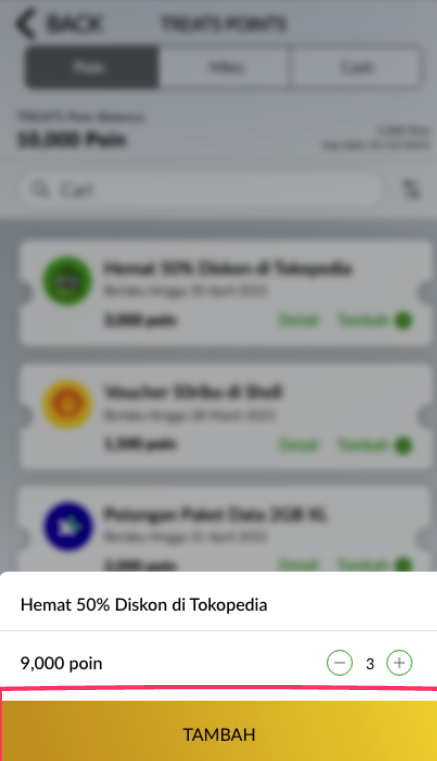 BACK
TREATS POINTS
Poin
Miles
Cash
TREATS Poin Balance
10,000 Poin
Cari
Hemat 50% Diskon di Tokopedia
Berlaku hingga 30 April 2021
3,000 poin
Detail
Tambah
Voucher 50ribu di Shell
Berlaku hingga 28 Maret 2021
1,500 poin
Detail
Tambah
Potongan Paket Data 2GB XL
Berlaku hingga 21 April 2021
2,000 poin
Detail
Tambah
Hemat 50% Diskon di Tokopedia
9,000 poin
3
TAMBAH